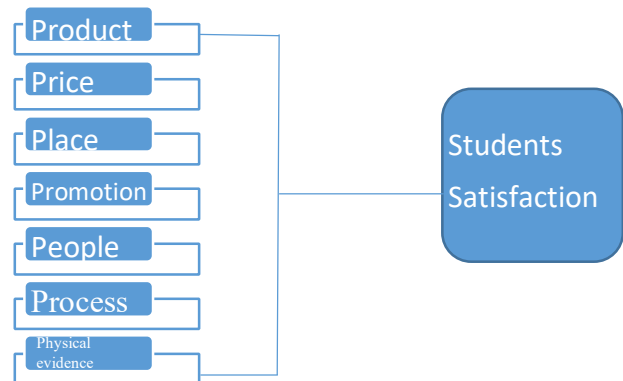 Product
Price
Place
Promotion
People
Process
Physical
evidence
Students
Satisfaction